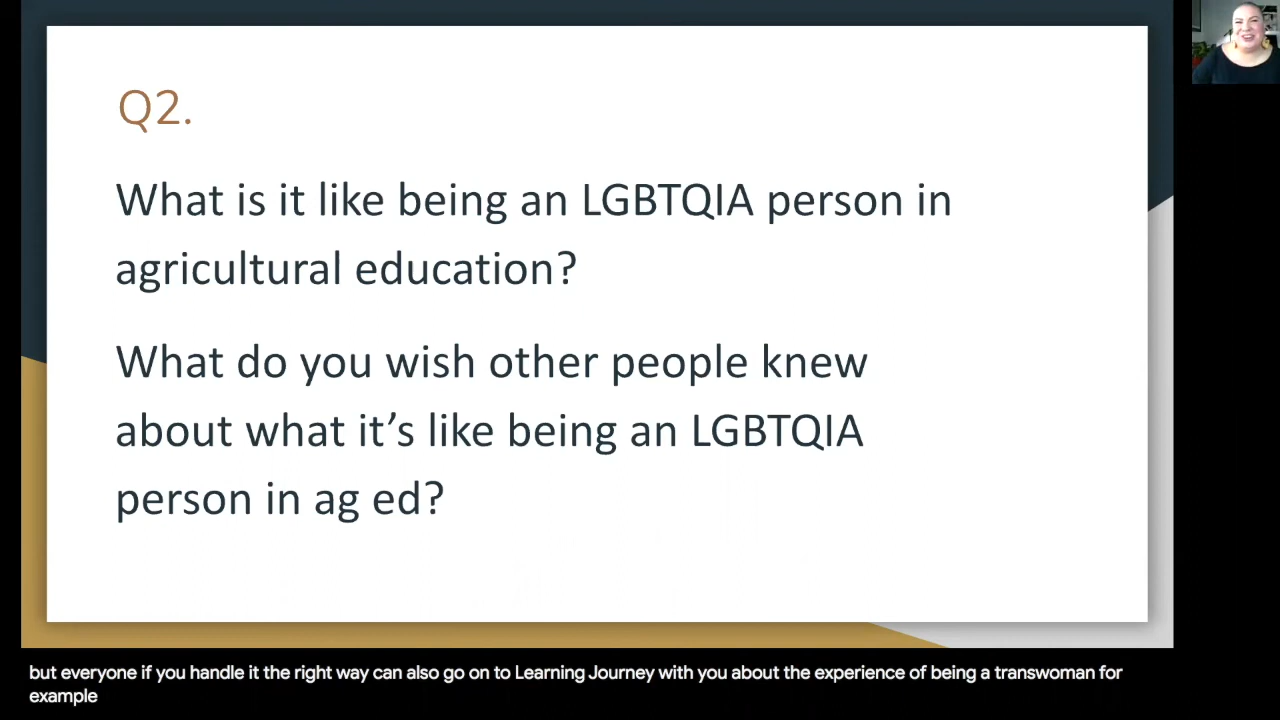 Q2.
What is it like being an LGBTQIA person in
agricultural education?
What do you wish other people knew
about what it's like being an LGBTQIA
person in ag ed?
but everyone if you handle it the right way can also go on to Learning Journey with you about the experience of being a transwoman for
example